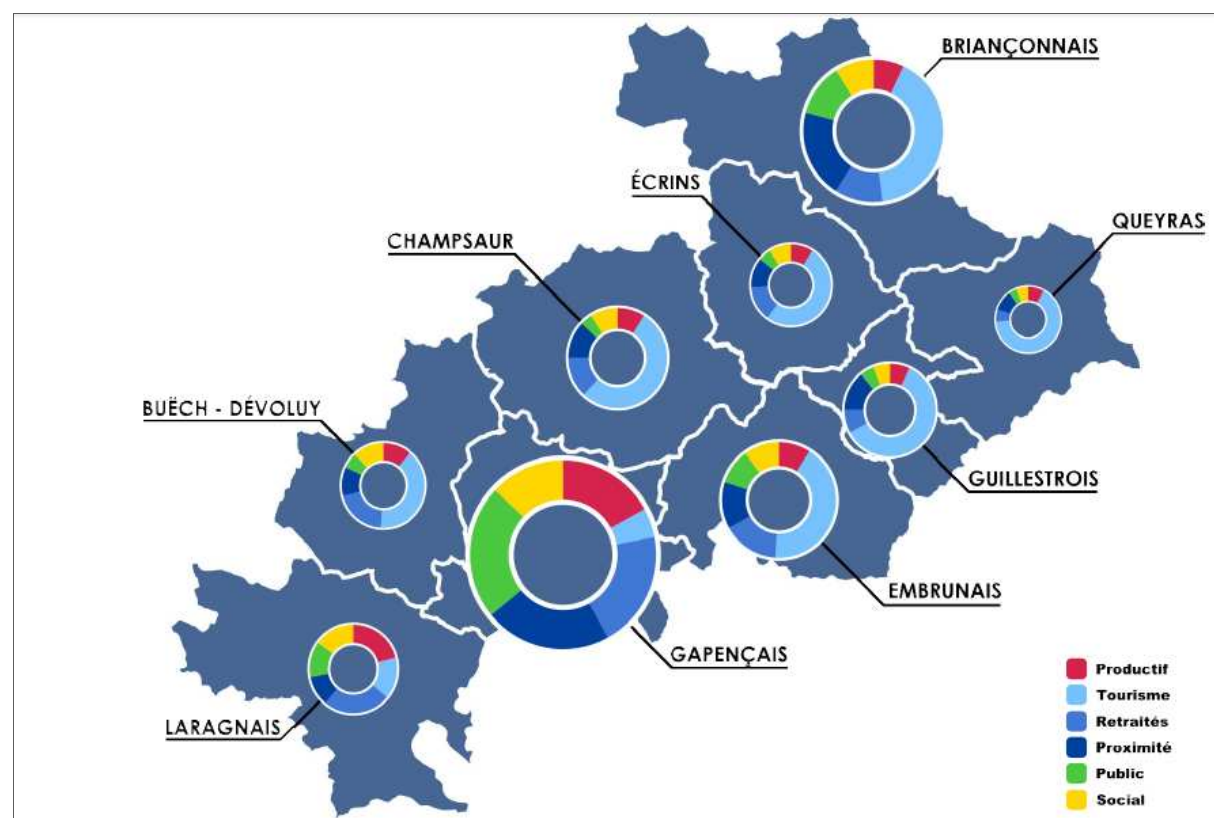 BRIANÇONNAIS
ÉCRINS
QUEYRAS
CHAMPSAUR
BUËCH - DÉVOLUY
GUILLESTROIS
EMBRUNAIS
GAPENÇAIS
LARAGNAIS
Productif
Tourisme
Retraités
Proximité
Public
Social